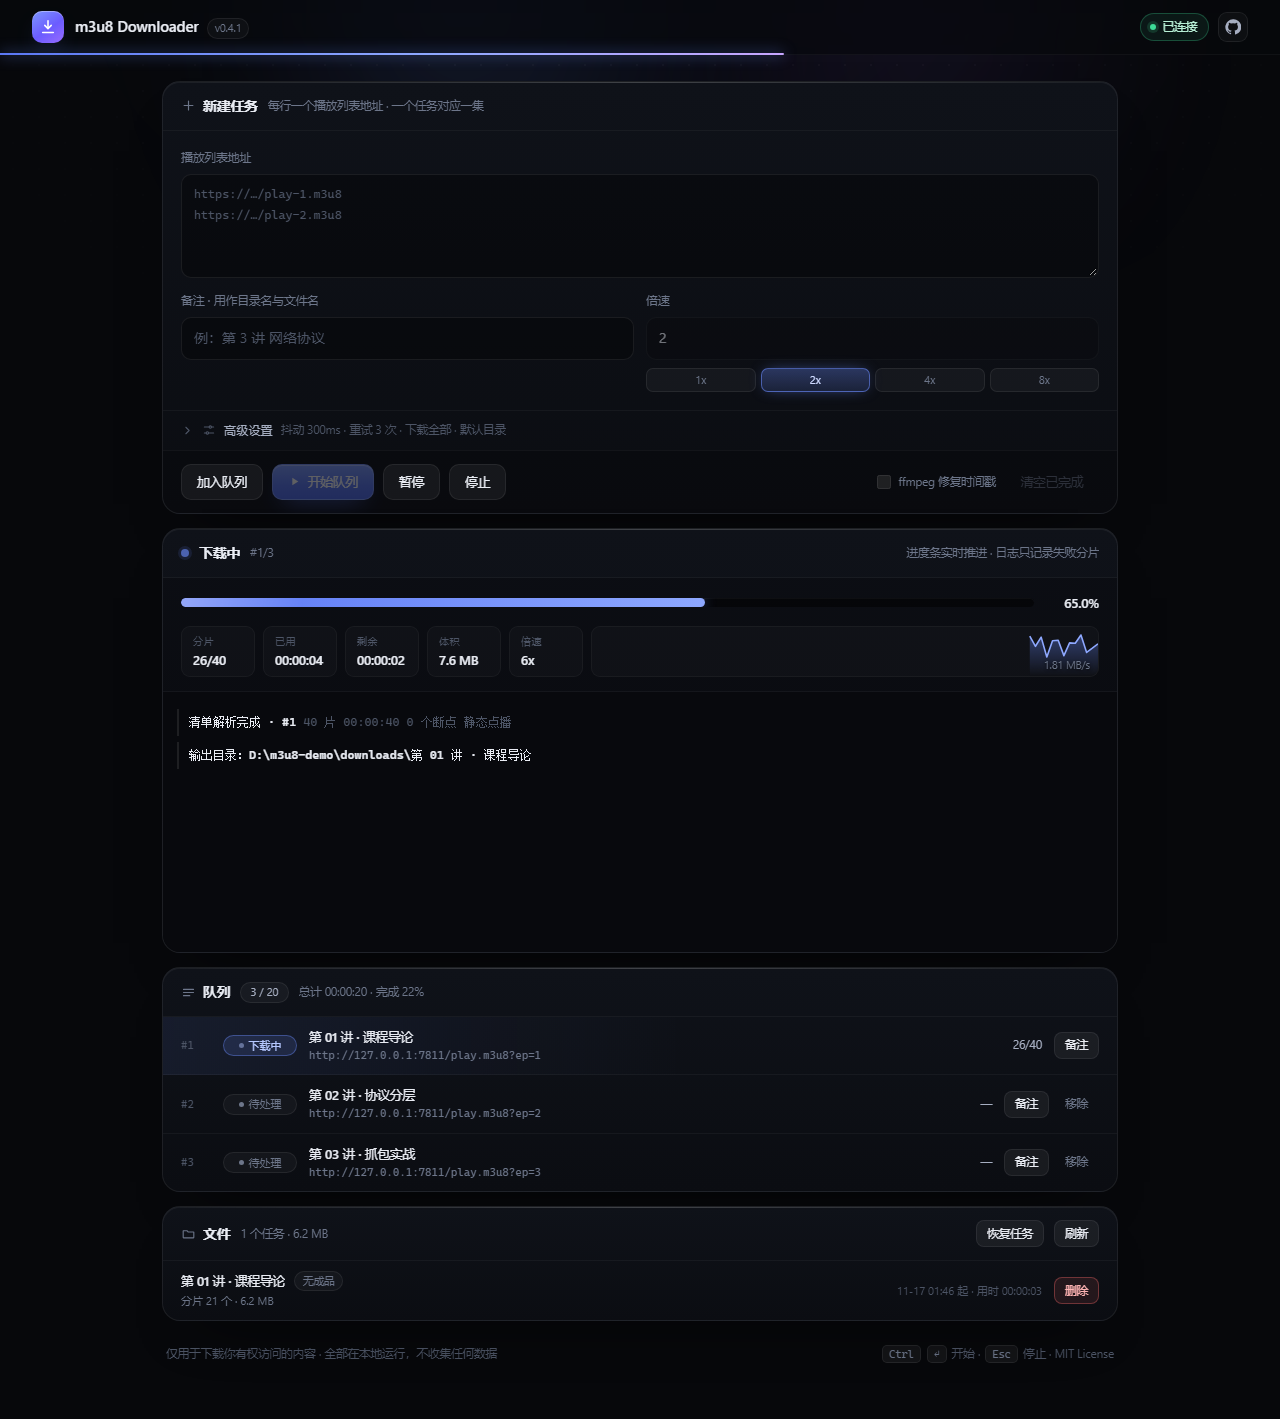 m3u8 Downloader v0.4.1 已连接
新建任务 每行一个播放列表地址 · 一个任务对应一集
播放列表地址
https://…/play-1.m3u8
https://…/play-2.m3u8
备注 · 用作目录名与文件名 倍速
例：第 3 讲 网络协议 2
1x 2x 4x 8x
高级设置 抖动 300ms · 重试 3 次 · 下载全部 · 默认目录
加入队列 开始队列 暂停 停止 ffmpeg 修复时间戳 清空已完成
下载中 #1/3 进度条实时推进 · 日志只记录失败分片
65.0%
分片 已用 剩余 体积 倍速
26/40 00:00:04 00:00:02 7.6 MB 6x 1.81 MB/s
清单解析完成 · #1 40 片 00:00:40 0 个断点 静态点播
输出目录: D:\m3u8-demo\downloads\第 01 讲 · 课程导论
队列 3 / 20 总计 00:00:20 · 完成 22%
#1 下载中 第 01 讲 · 课程导论 26/40 备注
http://127.0.0.1:7811/play.m3u8?ep=1
#2 待处理 第 02 讲 · 协议分层 — 备注 移除
http://127.0.0.1:7811/play.m3u8?ep=2
#3 待处理 第 03 讲 · 抓包实战 — 备注 移除
http://127.0.0.1:7811/play.m3u8?ep=3
文件 1 个任务 · 6.2 MB 恢复任务 刷新
第 01 讲 · 课程导论 无成品
分片 21 个 · 6.2 MB 11-17 01:46 起 · 用时 00:00:03 删除
仅用于下载你有权访问的内容 · 全部在本地运行，不收集任何数据 Ctrl ⏎ 开始 · Esc 停止 · MIT License